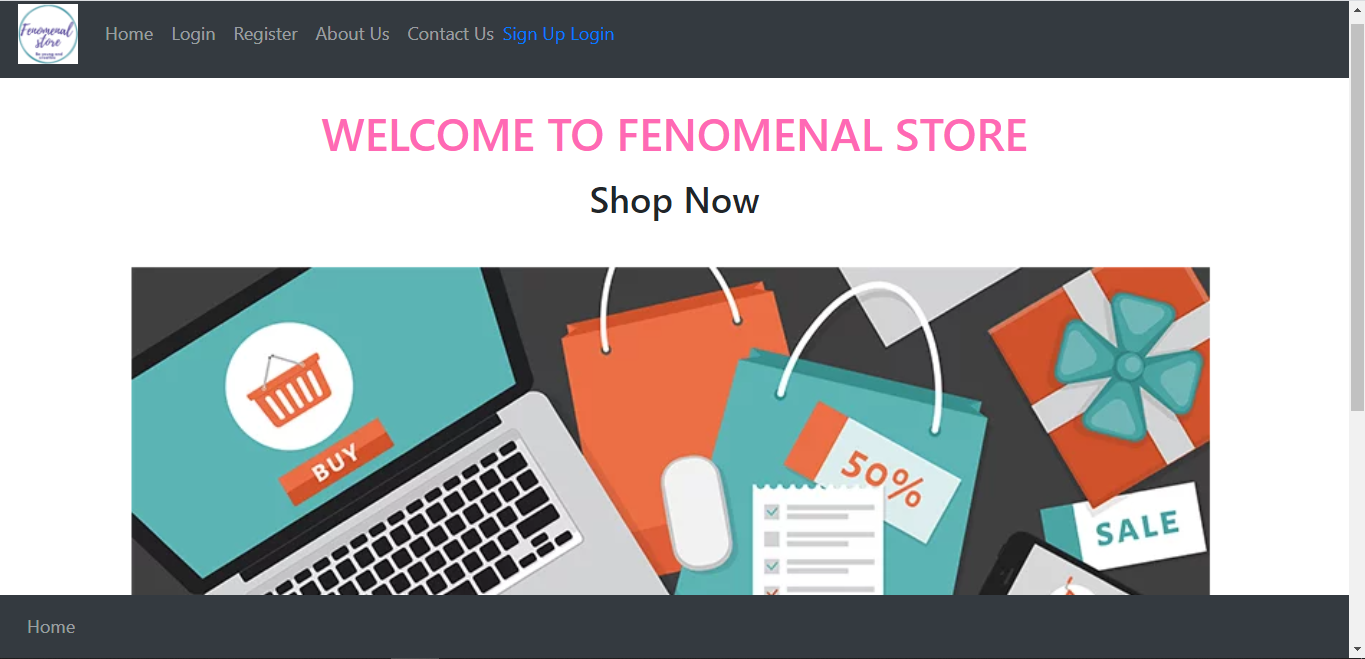 Fenomenal
store
Home Login Register About Us Contact Us Sign Up Login
WELCOME TO FENOMENAL STORE
Shop Now
BUY
50%
SALE
Home